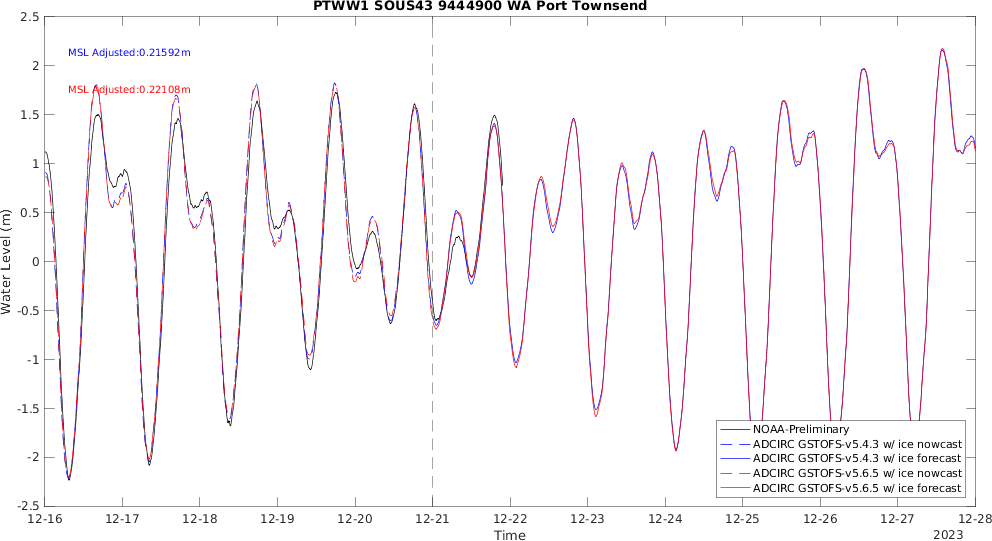 PTWW1 SOUS43 9444900 WA Port Townsend
2.5
2
1.5
1
0.5
0
-0.5
-1
-1.5
-2
-2.5
Water Level (m)
MSL Adjusted:0.21592m
MSL Adjusted:0.22108m
NOAA-Preliminary
ADCIRC GSTOFS-v5.4.3 w/ ice nowcast
ADCIRC GSTOFS-v5.4.3 w/ ice forecast
ADCIRC GSTOFS-v5.6.5 w/ ice nowcast
ADCIRC GSTOFS-v5.6.5 w/ ice forecast
12-16 12-17 12-18 12-19 12-20 12-21 12-22 12-23 12-24 12-25 12-26 12-27 12-28
Time
2023